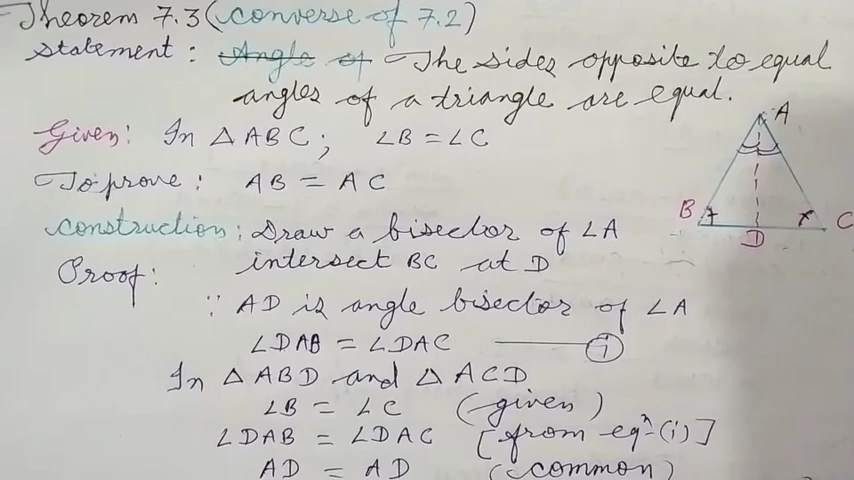 Theorem 7.3 (converse of 7.2)
Statement: Angle of The sides opposite to equal
angles of a triangle are equal.
Given: In △ABC; ∠B = ∠C
To prove: AB = AC
construction: Draw a bisector of ∠A
intersect BC at D
Proof:
∵ AD is angle bisector of ∠A
∠DAB = ∠DAC ——— (i)
In △ABD and △ACD
∠B = ∠C (given)
∠DAB = ∠DAC [from eqⁿ-(i)]
AD = AD (common)
A
B
D
C